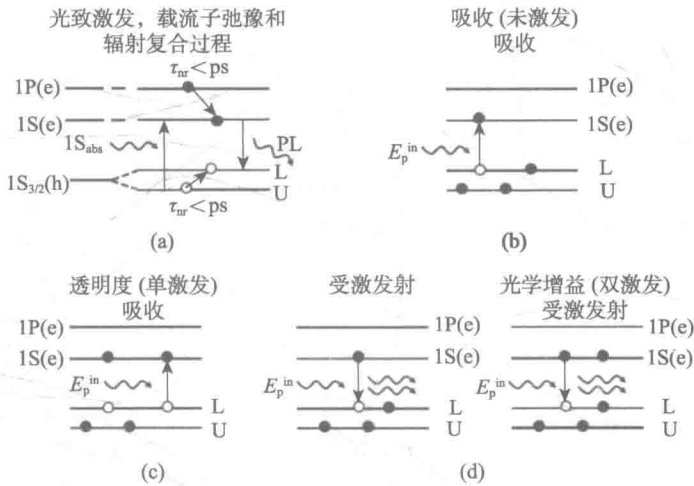 光致激发，载流子弛豫和
辐射复合过程
τnr＜ps
1P(e)
1S(e)
1Sabs
PL
1S3/2(h)
L
U
τnr＜ps
(a)
吸收 (未激发)
吸收
1P(e)
1S(e)
Epin
L
U
(b)
透明度 (单激发)
吸收
1P(e)
1S(e)
Epin
L
U
(c)
受激发射
1P(e)
1S(e)
Epin
L
U
光学增益 (双激发)
受激发射
1P(e)
1S(e)
Epin
L
U
(d)